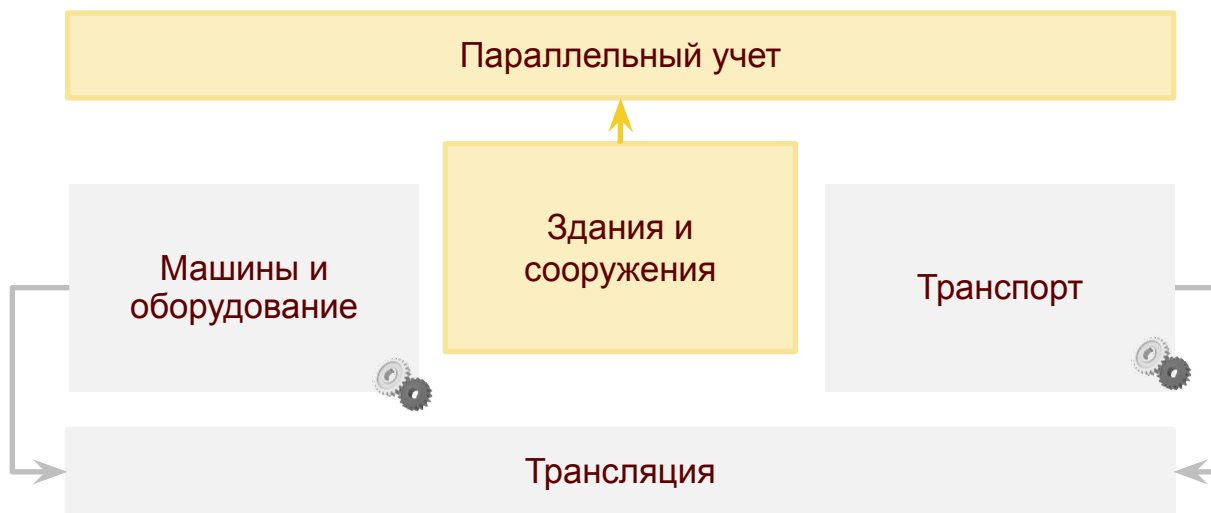 Параллельный учет
Здания и
сооружения
Машины и
оборудование
Транспорт
Трансляция